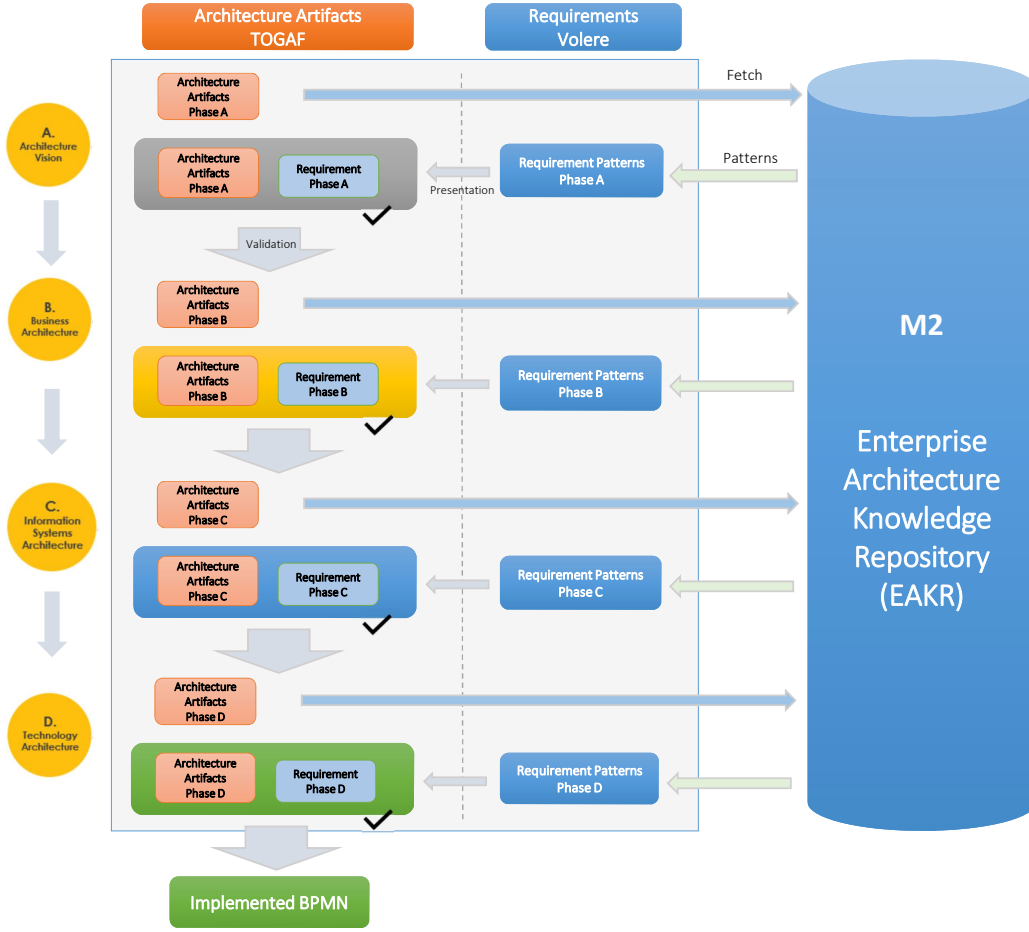 Architecture Artifacts
TOGAF
Requirements
Volere
Architecture
Artifacts
Phase A
Fetch
A.
Architecture
Vision
Architecture
Artifacts
Phase A
Requirement
Phase A
Presentation
Requirement Patterns
Phase A
Patterns
Validation
B.
Business
Architecture
Architecture
Artifacts
Phase B
Architecture
Artifacts
Phase B
Requirement
Phase B
Requirement Patterns
Phase B
M2
Enterprise
Architecture
Knowledge
Repository
(EAKR)
C.
Information
Systems
Architecture
Architecture
Artifacts
Phase C
Architecture
Artifacts
Phase C
Requirement
Phase C
Requirement Patterns
Phase C
D.
Technology
Architecture
Architecture
Artifacts
Phase D
Architecture
Artifacts
Phase D
Requirement
Phase D
Requirement Patterns
Phase D
Implemented BPMN